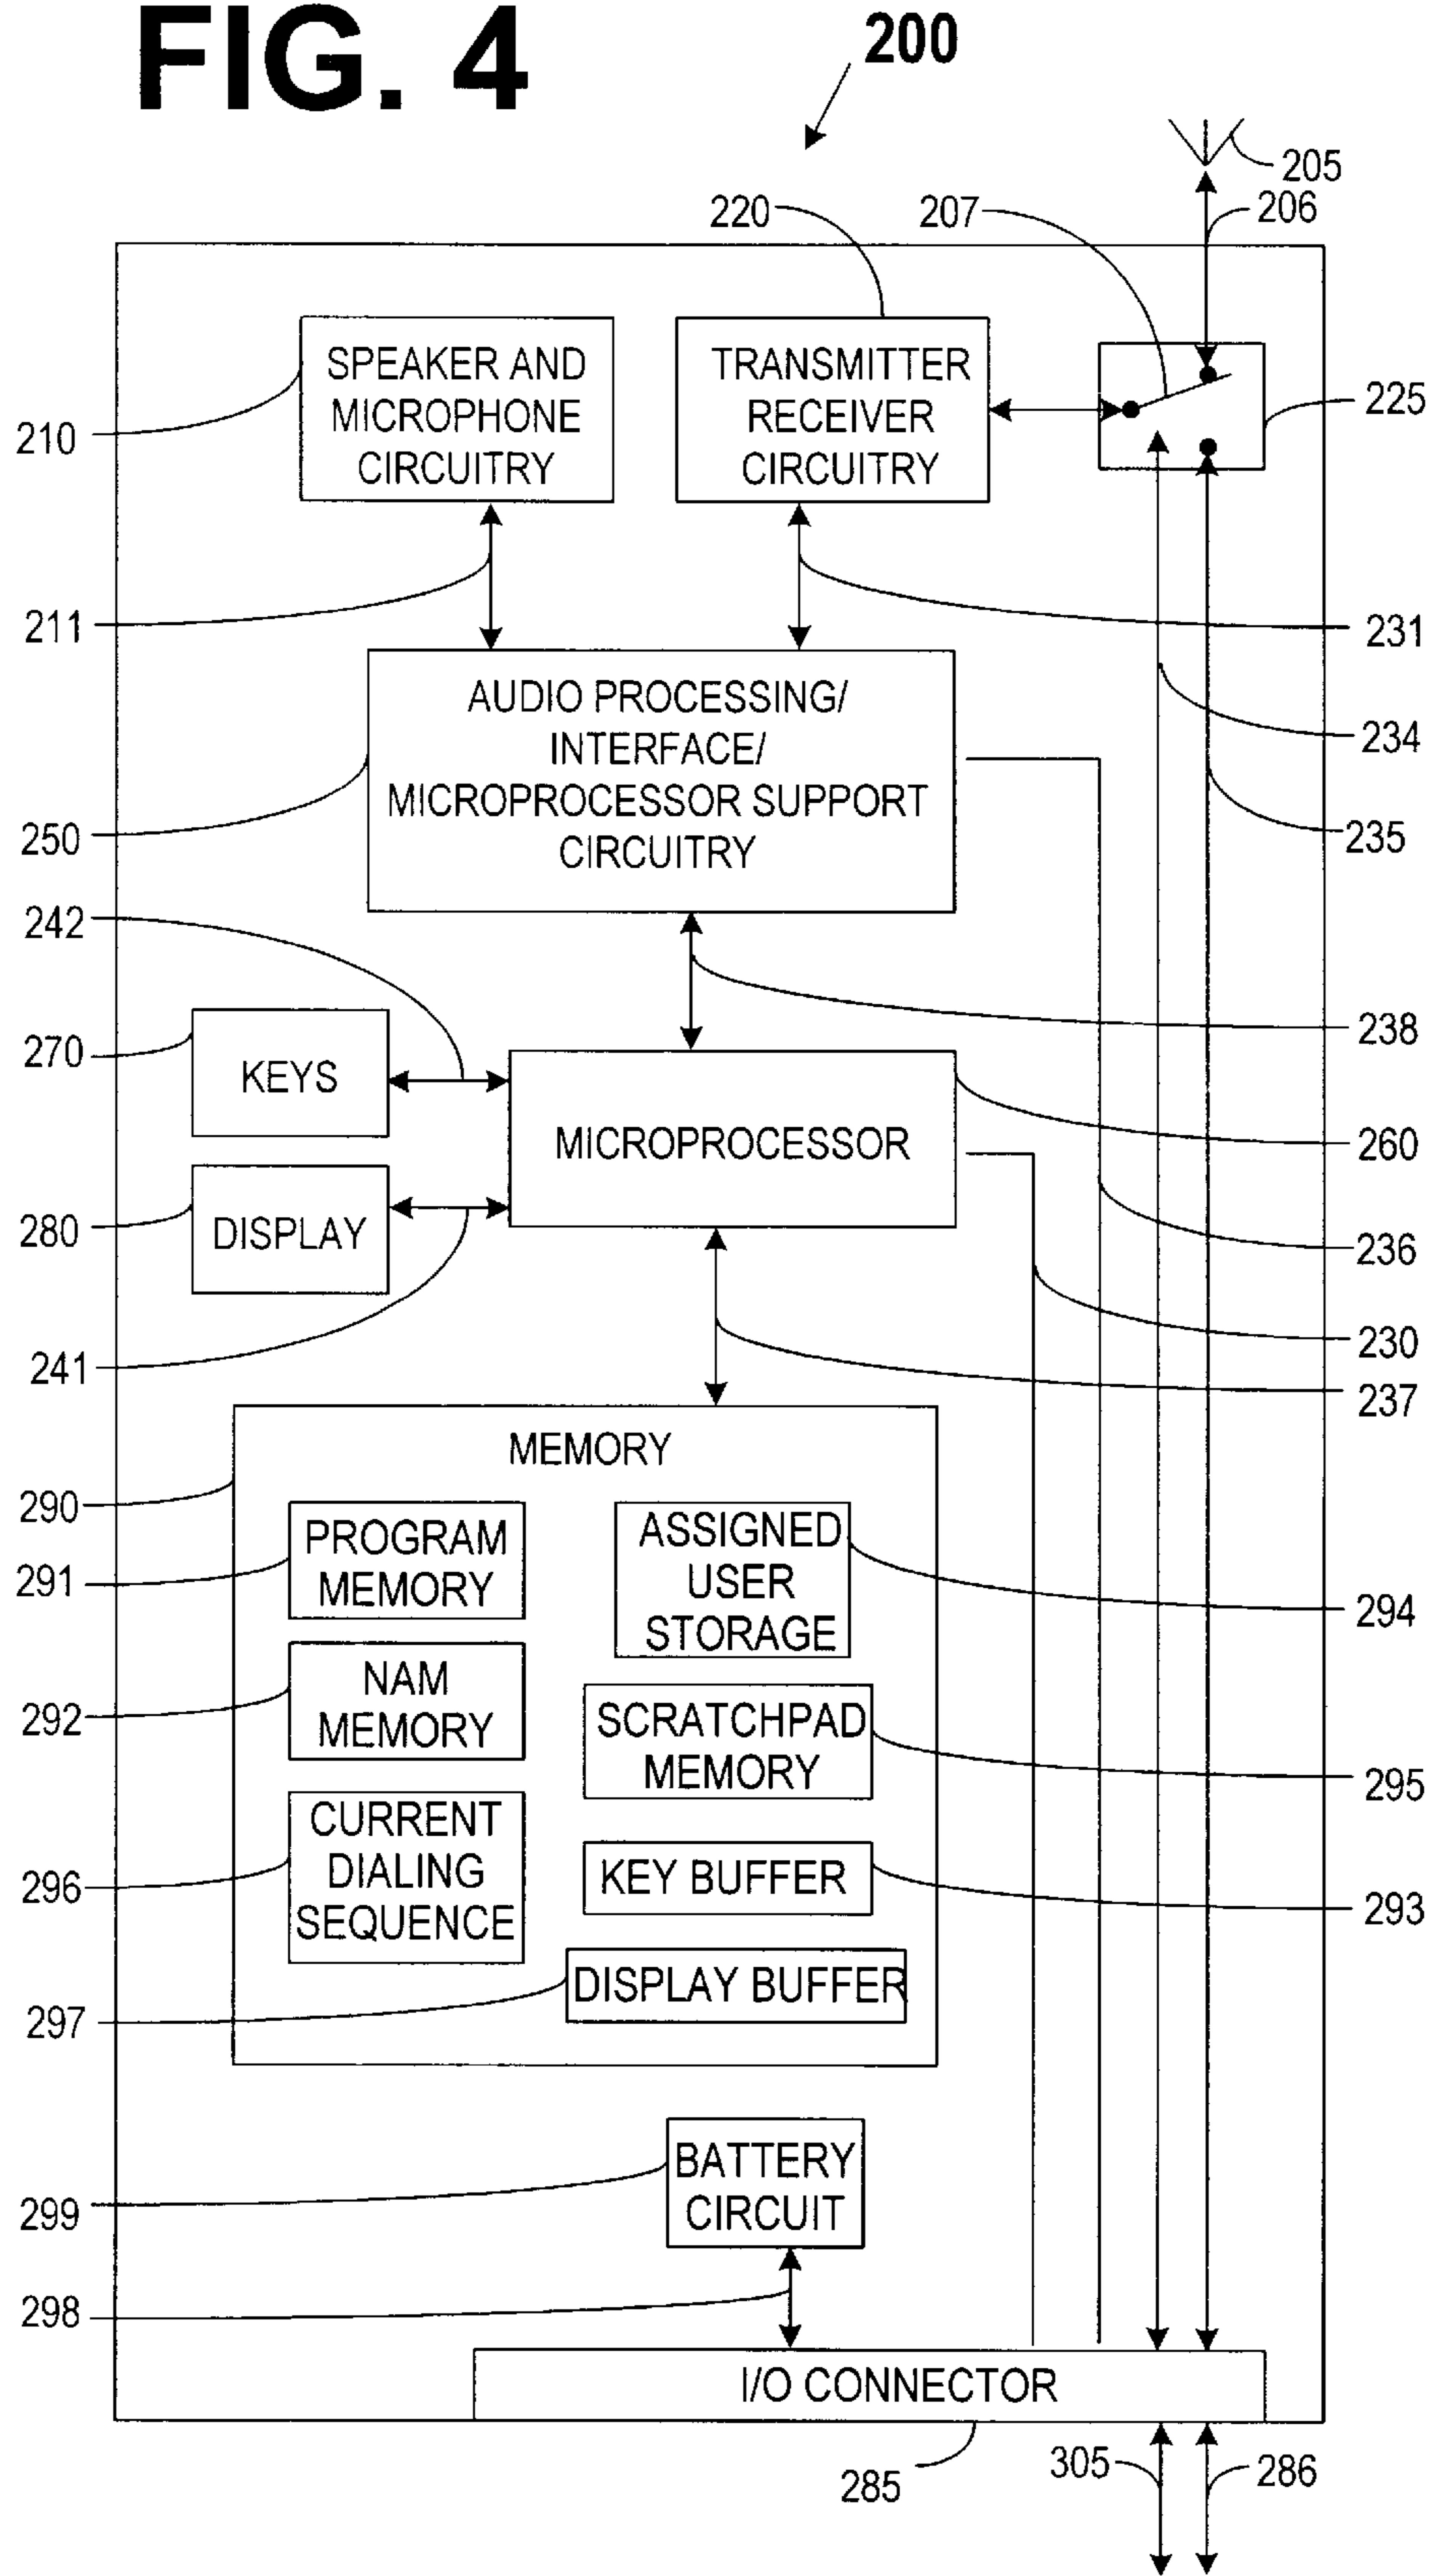 FIG. 4
200
205
206
220
207
SPEAKER AND
MICROPHONE
CIRCUITRY
TRANSMITTER
RECEIVER
CIRCUITRY
225
210
211
231
AUDIO PROCESSING/
INTERFACE/
MICROPROCESSOR SUPPORT
CIRCUITRY
234
250
235
242
238
270
KEYS
MICROPROCESSOR
260
280
DISPLAY
236
230
241
237
MEMORY
290
PROGRAM
MEMORY
291
ASSIGNED
USER
STORAGE
294
NAM
MEMORY
292
SCRATCHPAD
MEMORY
295
CURRENT
DIALING
SEQUENCE
296
KEY BUFFER
293
DISPLAY BUFFER
297
BATTERY
CIRCUIT
299
298
I/O CONNECTOR
285
305
286